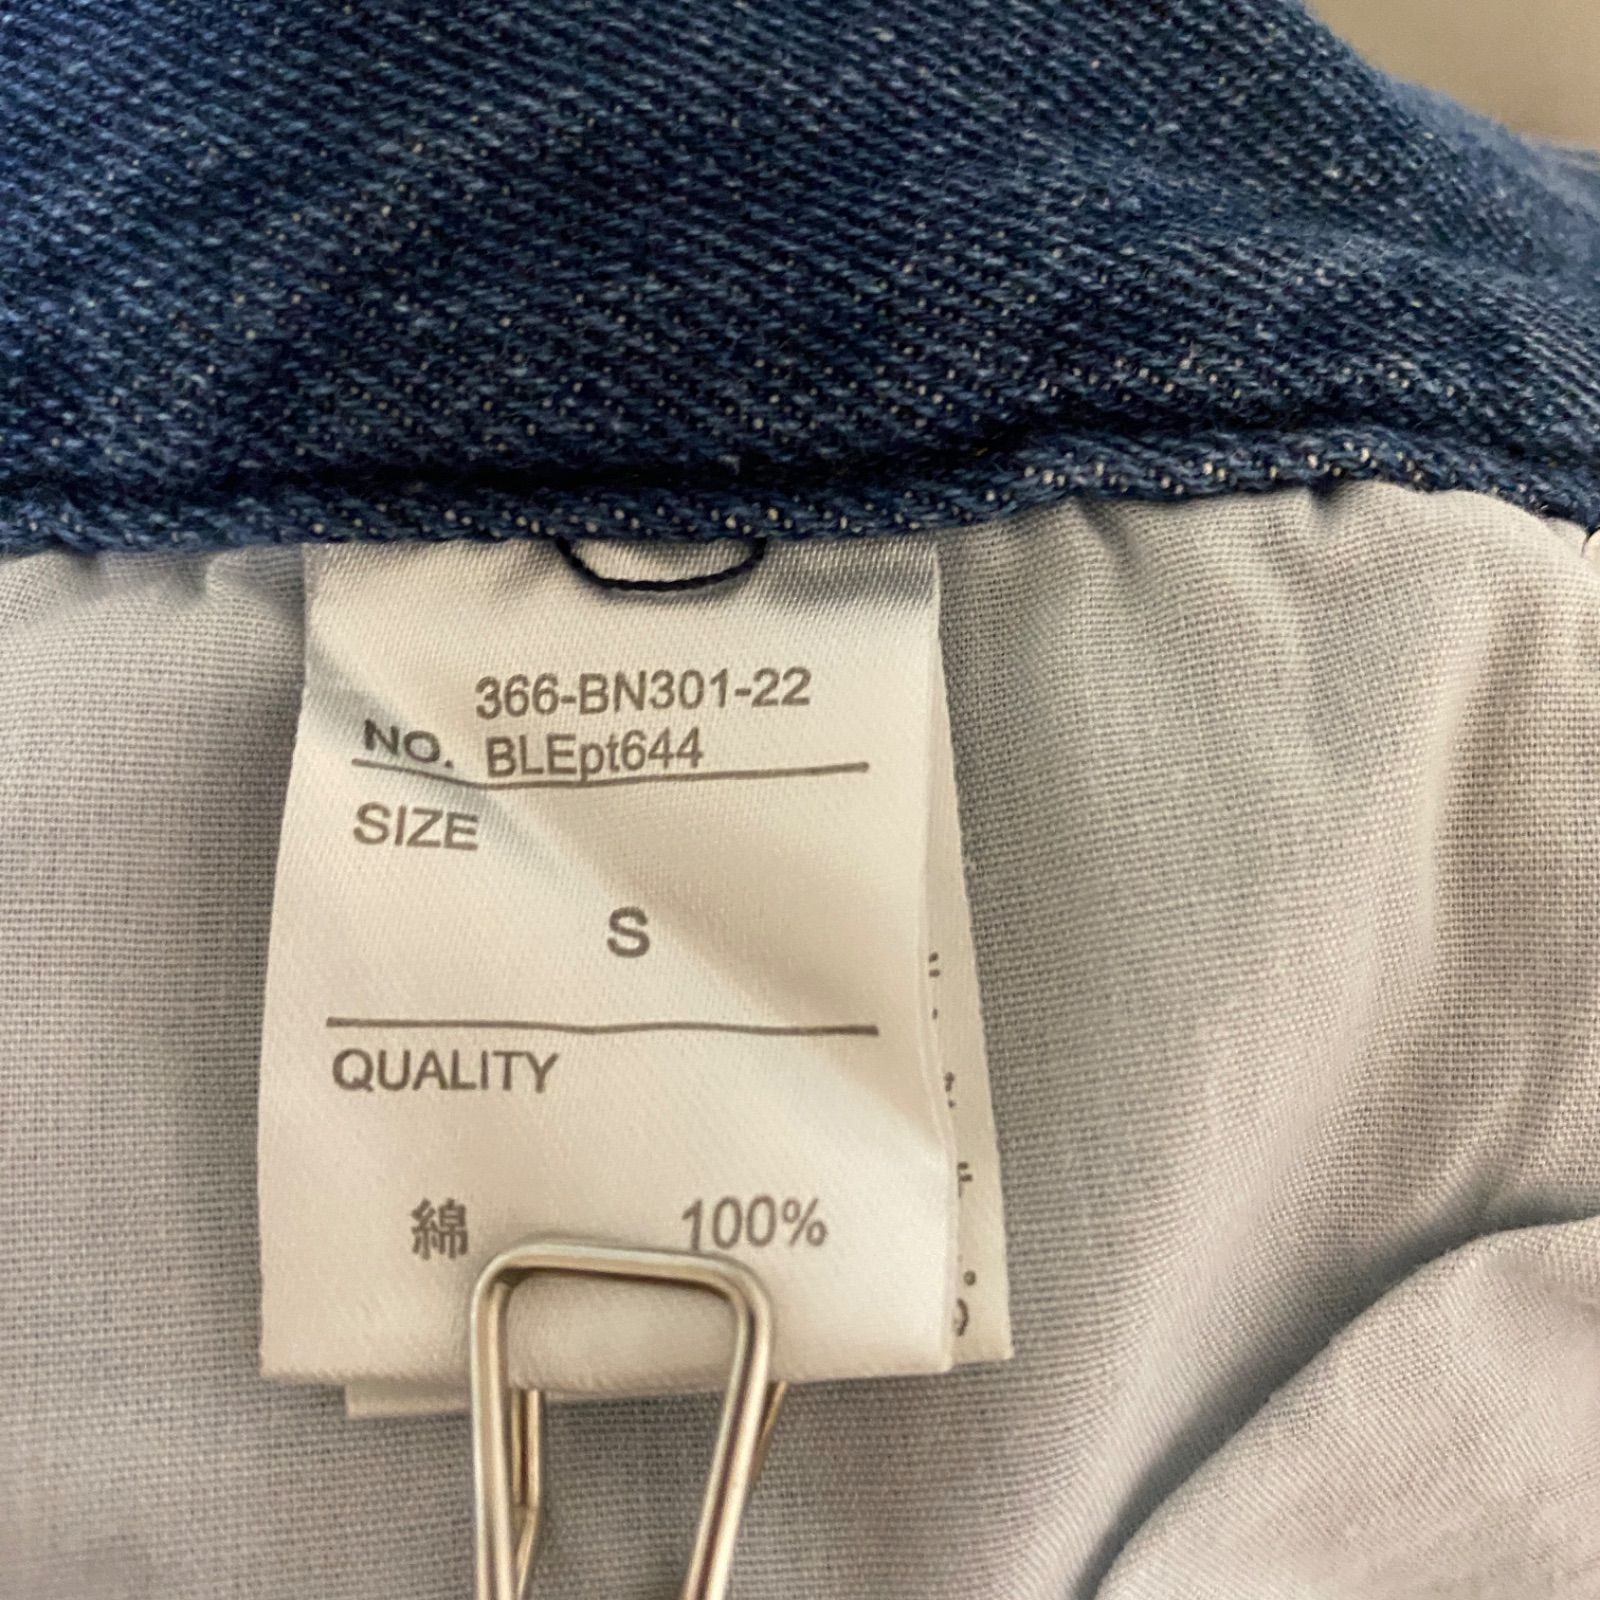 366-BN301-22
NO. BLEpt644
SIZE
S
QUALITY
綿 100%